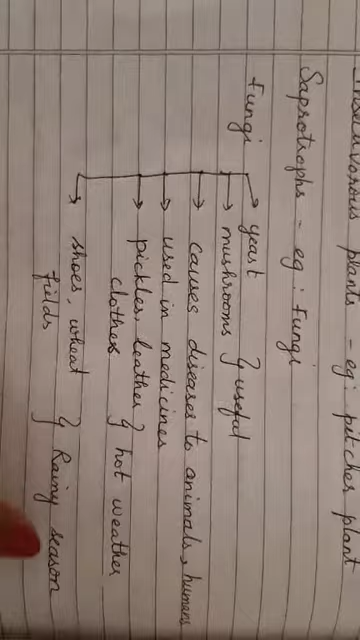 Insectivorous plants - eg: pitcher plant
Saprotrophs - eg: Fungi
Fungi → yeast
→ mushrooms } useful
→ causes diseases to animals, humans
→ used in medicines
→ pickles, leather } hot weather
clothes
→ shoes, wheat } Rainy season
fields